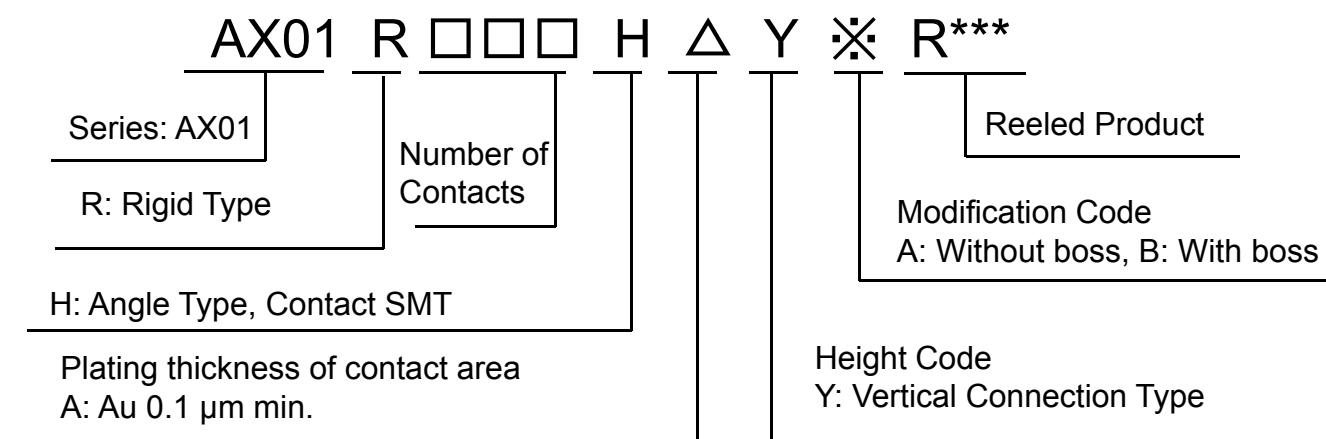 AX01 R □□□ H △ Y ※ R***
Series: AX01
Number of
Contacts
Reeled Product
R: Rigid Type
Modification Code
A: Without boss, B: With boss
H: Angle Type, Contact SMT
Plating thickness of contact area
A: Au 0.1 μm min.
Height Code
Y: Vertical Connection Type